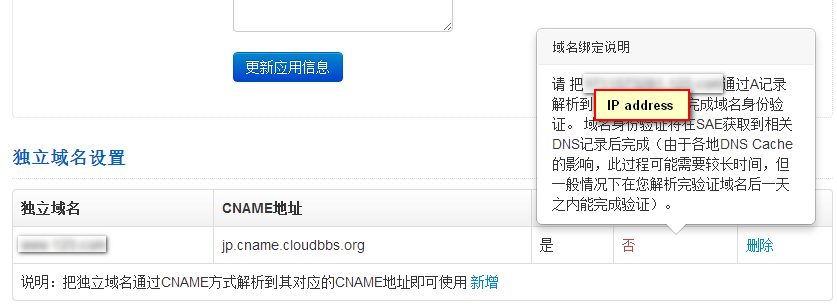 更新应用信息
域名绑定说明
请 把 通过A记录
解析到 IP address 完成域名身份验
证。 域名身份验证将在SAE获取到相关
DNS记录后完成（由于各地DNS Cache
的影响，此过程可能需要较长时间，但
一般情况下在您解析完验证域名后一天
之内能完成验证）。
独立域名设置
独立域名 CNAME地址
jp.cname.cloudbbs.org 是 否 删除
说明：把独立域名通过CNAME方式解析到其对应的CNAME地址即可使用 新增